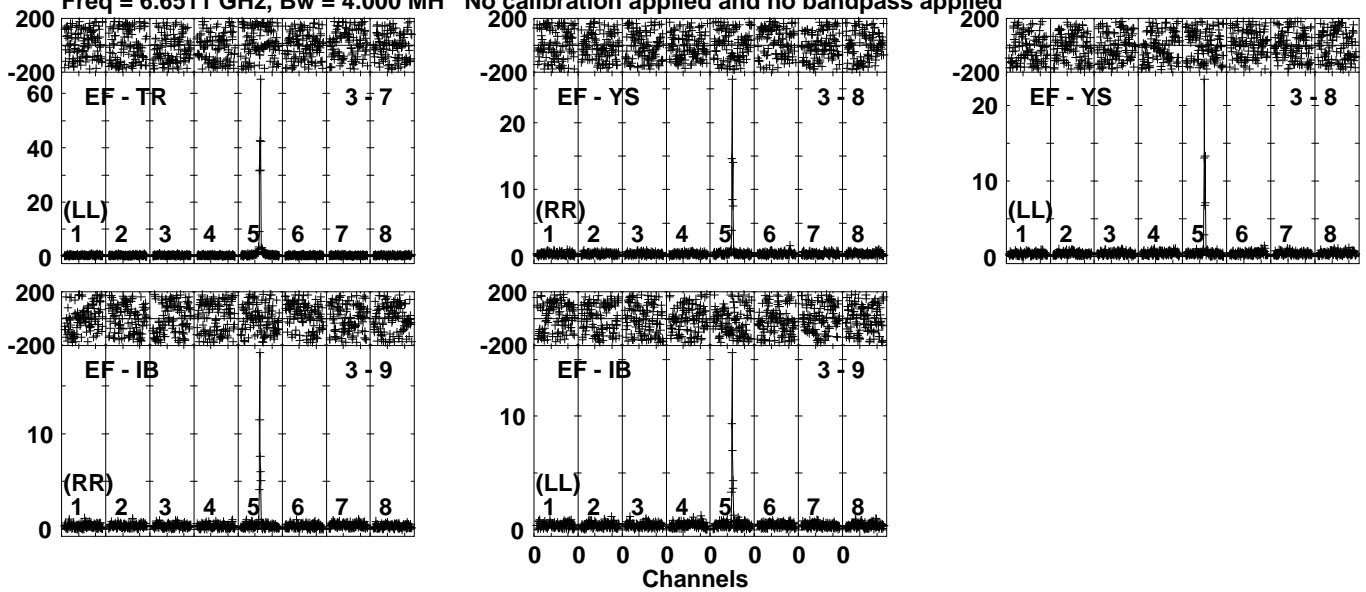 Freq = 6.6511 GHz, Bw = 4.000 MH No calibration applied and no bandpass applied
200
-200
60
40
20
0
EF - TR 3 - 7
(LL)
1 2 3 4 5 6 7 8
200
-200
20
10
0
EF - YS 3 - 8
(RR)
1 2 3 4 5 6 7 8
200
-200
20
10
0
EF - YS 3 - 8
(LL)
1 2 3 4 5 6 7 8
200
-200
10
0
EF - IB 3 - 9
(RR)
1 2 3 4 5 6 7 8
200
-200
10
0
EF - IB 3 - 9
(LL)
1 2 3 4 5 6 7 8
0 0 0 0 0 0 0 0
Channels